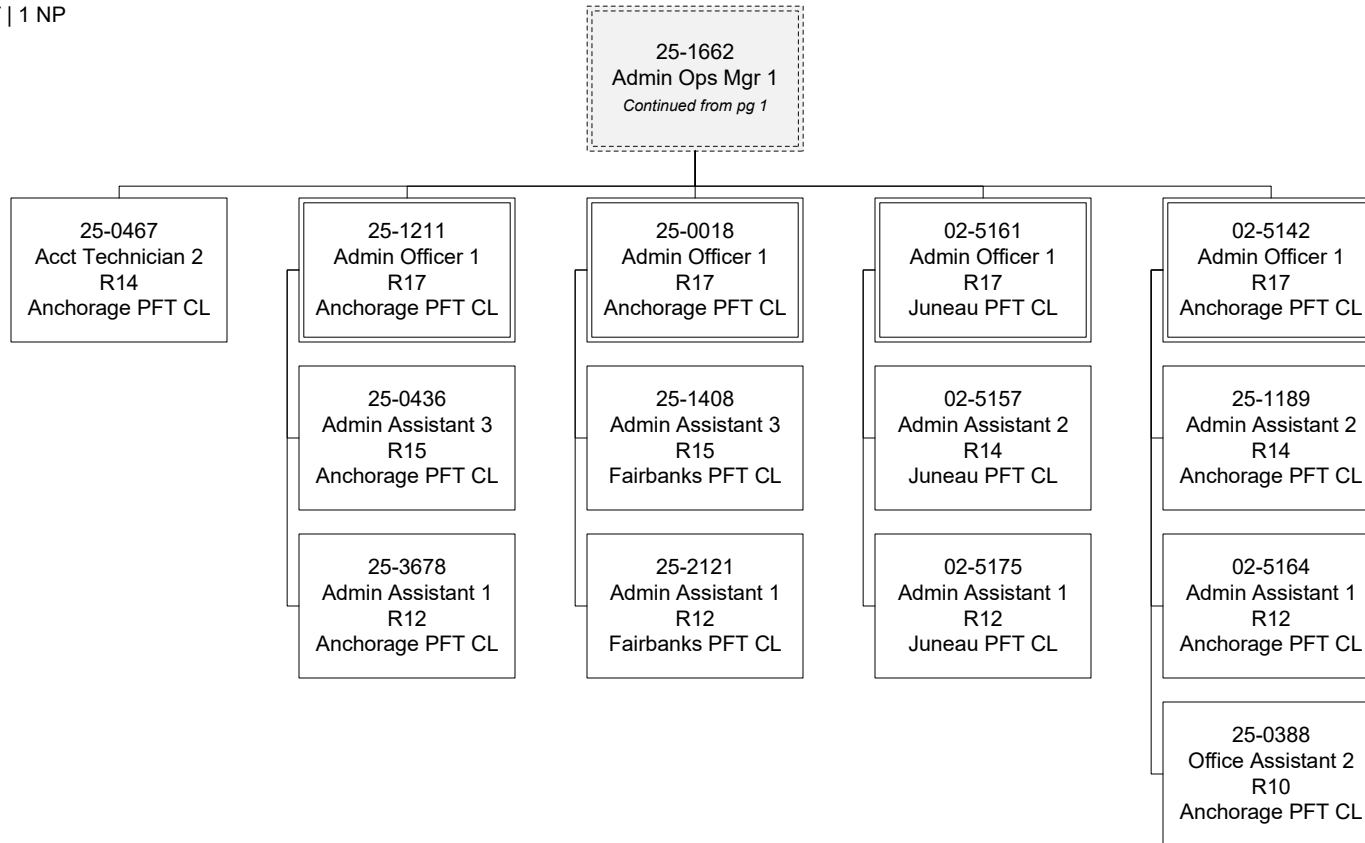 | 1 NP
25-1662
Admin Ops Mgr 1
Continued from pg 1
25-0467
Acct Technician 2
R14
Anchorage PFT CL
25-1211
Admin Officer 1
R17
Anchorage PFT CL
25-0436
Admin Assistant 3
R15
Anchorage PFT CL
25-3678
Admin Assistant 1
R12
Anchorage PFT CL
25-0018
Admin Officer 1
R17
Anchorage PFT CL
25-1408
Admin Assistant 3
R15
Fairbanks PFT CL
25-2121
Admin Assistant 1
R12
Fairbanks PFT CL
02-5161
Admin Officer 1
R17
Juneau PFT CL
02-5157
Admin Assistant 2
R14
Juneau PFT CL
02-5175
Admin Assistant 1
R12
Juneau PFT CL
02-5142
Admin Officer 1
R17
Anchorage PFT CL
25-1189
Admin Assistant 2
R14
Anchorage PFT CL
02-5164
Admin Assistant 1
R12
Anchorage PFT CL
25-0388
Office Assistant 2
R10
Anchorage PFT CL